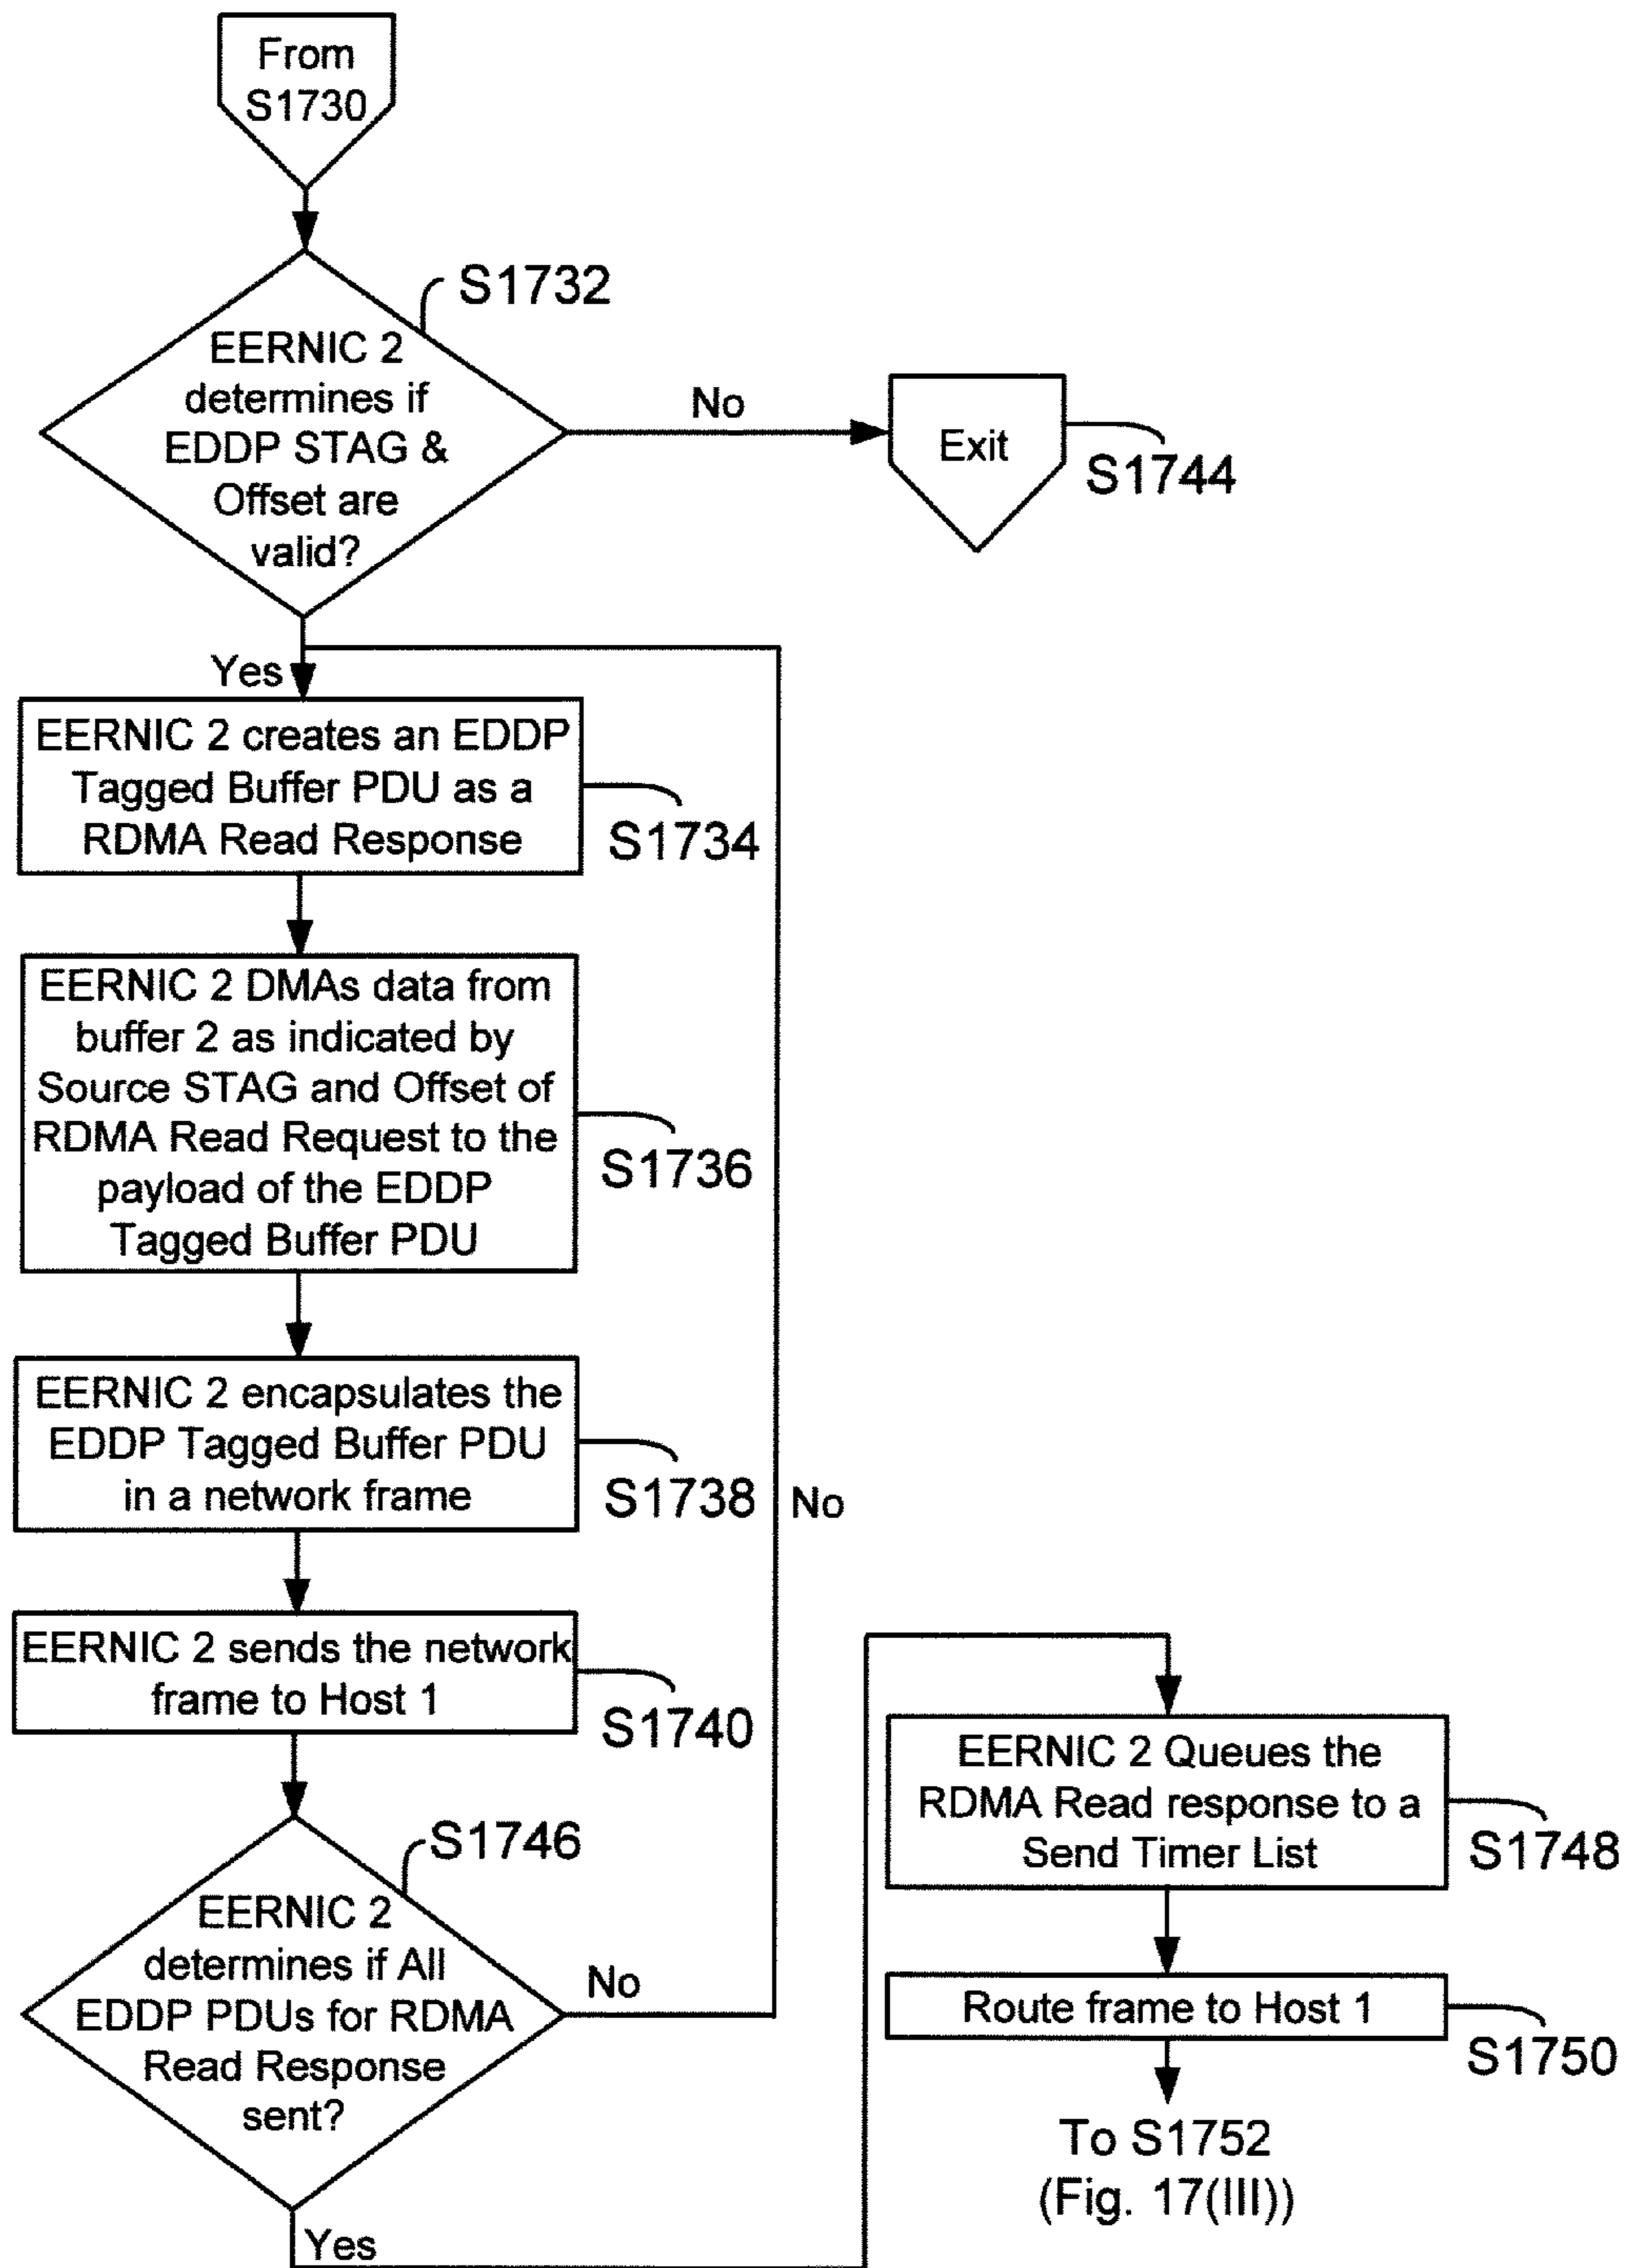 From
S1730
S1732
EERNIC 2
determines if
EDDP STAG &
Offset are
valid?
No
Exit
S1744
Yes
EERNIC 2 creates an EDDP
Tagged Buffer PDU as a
RDMA Read Response
S1734
EERNIC 2 DMAs data from
buffer 2 as indicated by
Source STAG and Offset of
RDMA Read Request to the
payload of the EDDP
Tagged Buffer PDU
S1736
EERNIC 2 encapsulates the
EDDP Tagged Buffer PDU
in a network frame
S1738
No
EERNIC 2 sends the network
frame to Host 1
S1740
S1746
EERNIC 2
determines if All
EDDP PDUs for RDMA
Read Response
sent?
No
Yes
EERNIC 2 Queues the
RDMA Read response to a
Send Timer List
S1748
Route frame to Host 1
S1750
To S1752
(Fig. 17(III))